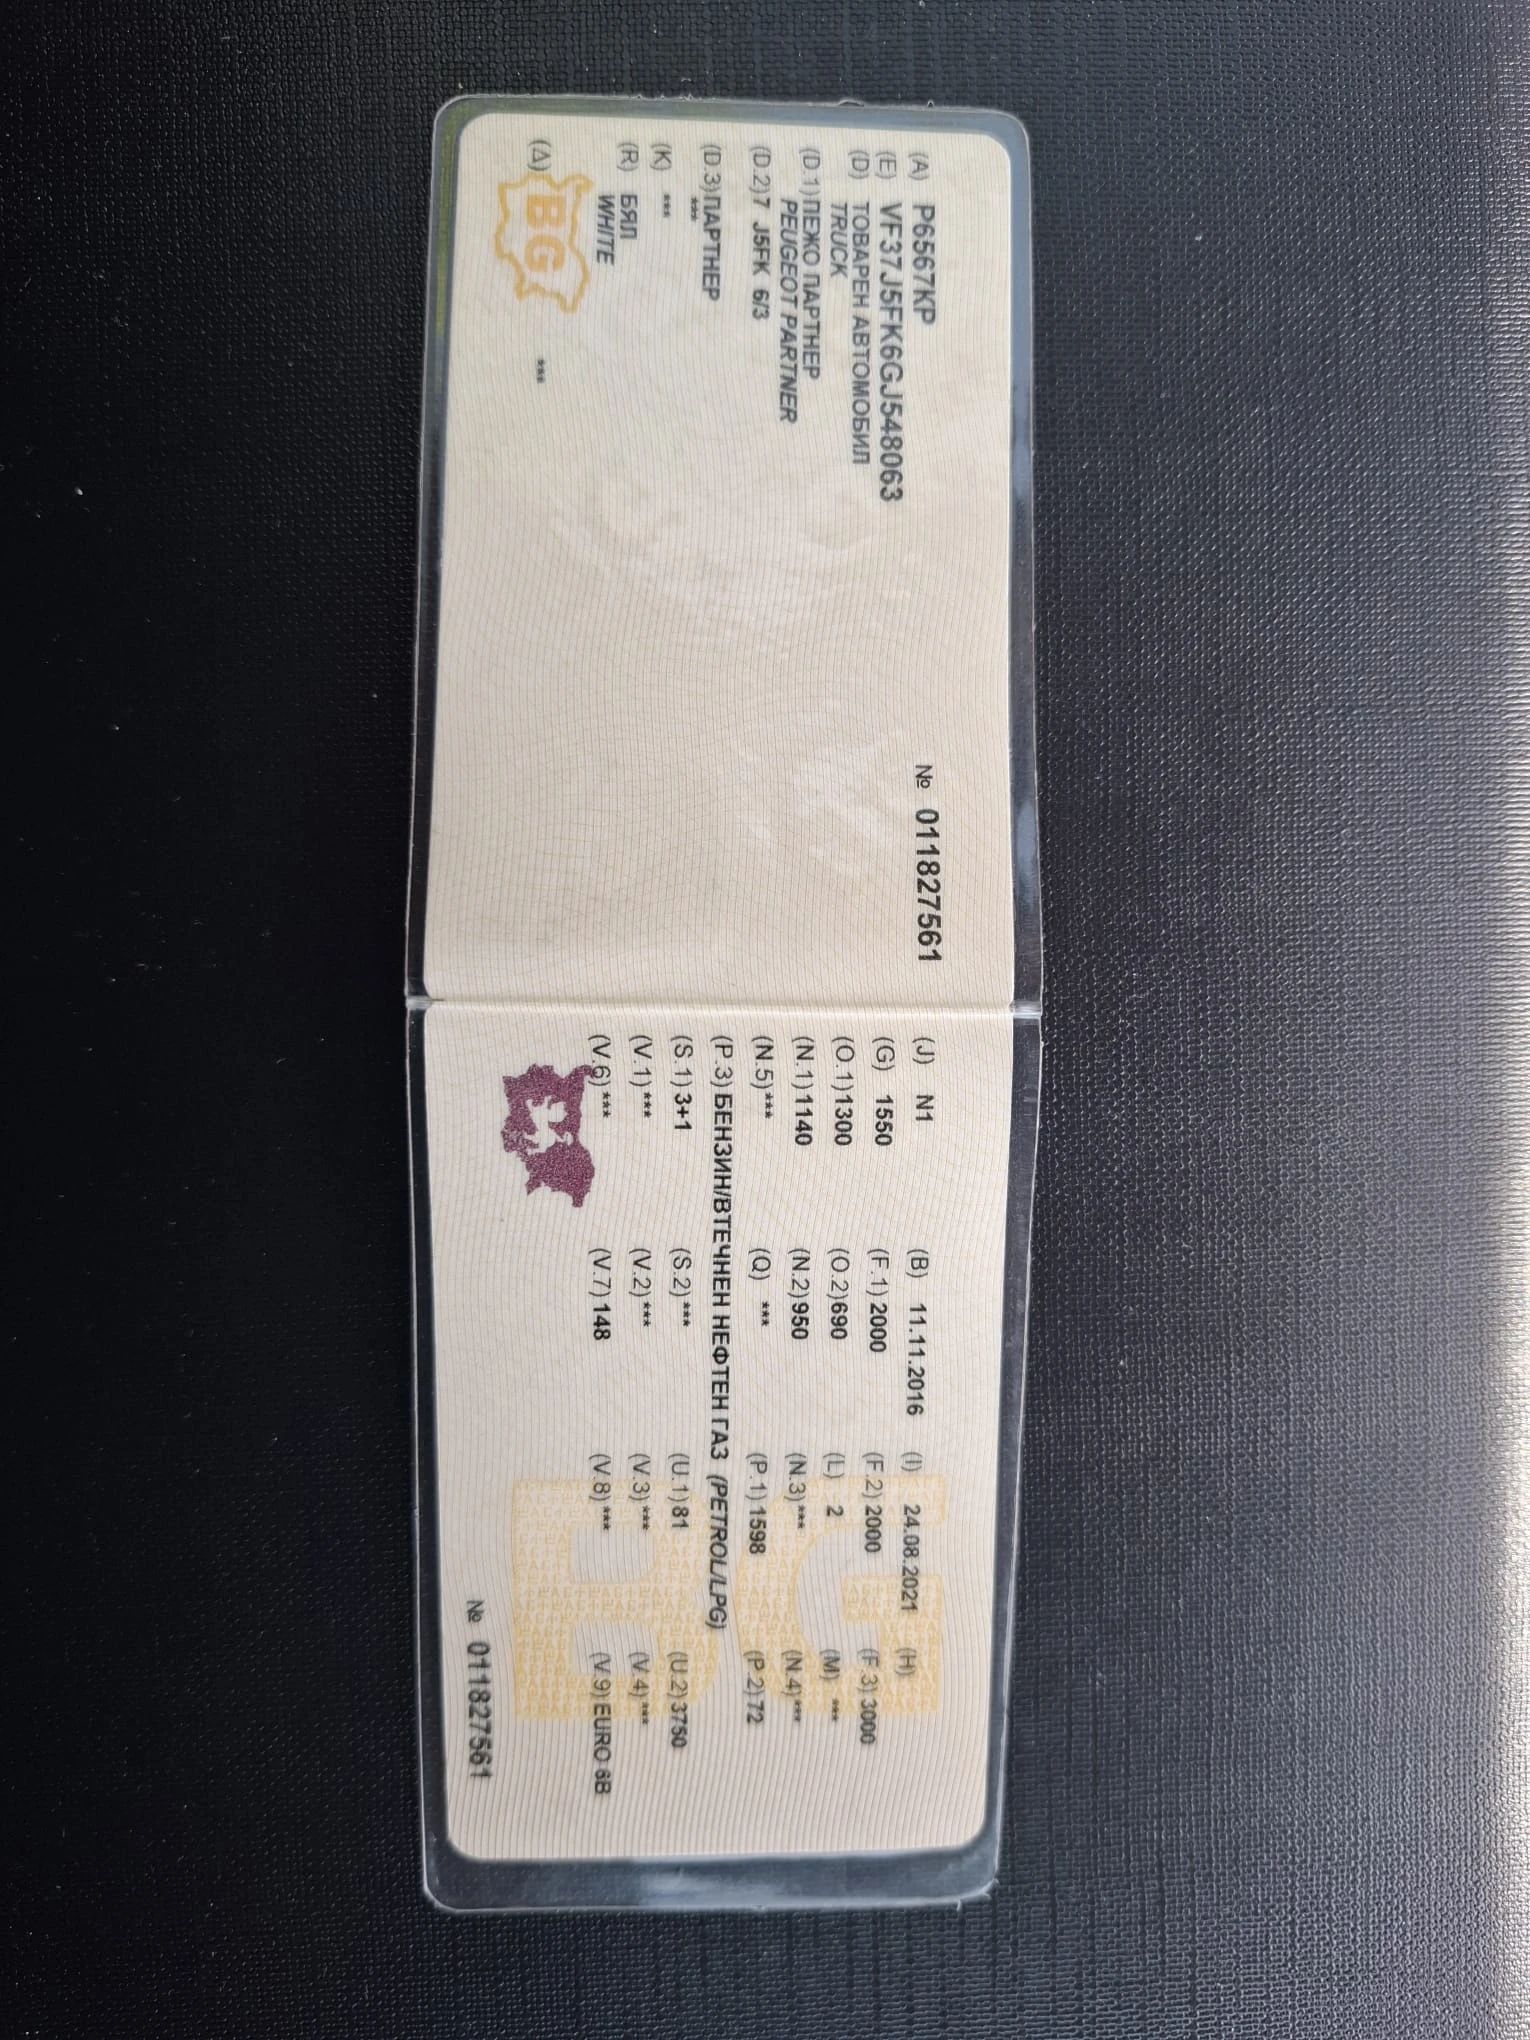 (A) P6567KP № 011827561
(E) VF37J5FK6GJ548063
(D) ТОВАРЕН АВТОМОБИЛ
TRUCK
(D.1) ПЕЖО ПАРТНЕР
PEUGEOT PARTNER
(D.2) 7 J5FK 6/3
(D.3) ПАРТНЕР
***
(K) ***
(R) БЯЛ
WHITE
(Δ) ***
BG
(J) N1 (B) 11.11.2016 (I) 24.08.2021 (H)
(G) 1550 (F.1) 2000 (F.2) 2000 (F.3) 3000
(O.1) 1300 (O.2) 690 (L) 2 (M) ***
(N.1) 1140 (N.2) 950 (N.3) *** (N.4) ***
(N.5) *** (Q) *** (P.1) 1598 (P.2) 72
(P.3) БЕНЗИН/ВТЕЧНЕН НЕФТЕН ГАЗ (PETROL/LPG)
(S.1) 3+1 (S.2) *** (U.1) 81 (U.2) 3750
(V.1) *** (V.2) *** (V.3) *** (V.4) ***
(V.6) *** (V.7) 148 (V.8) *** (V.9) EURO 6B
BG
№ 011827561